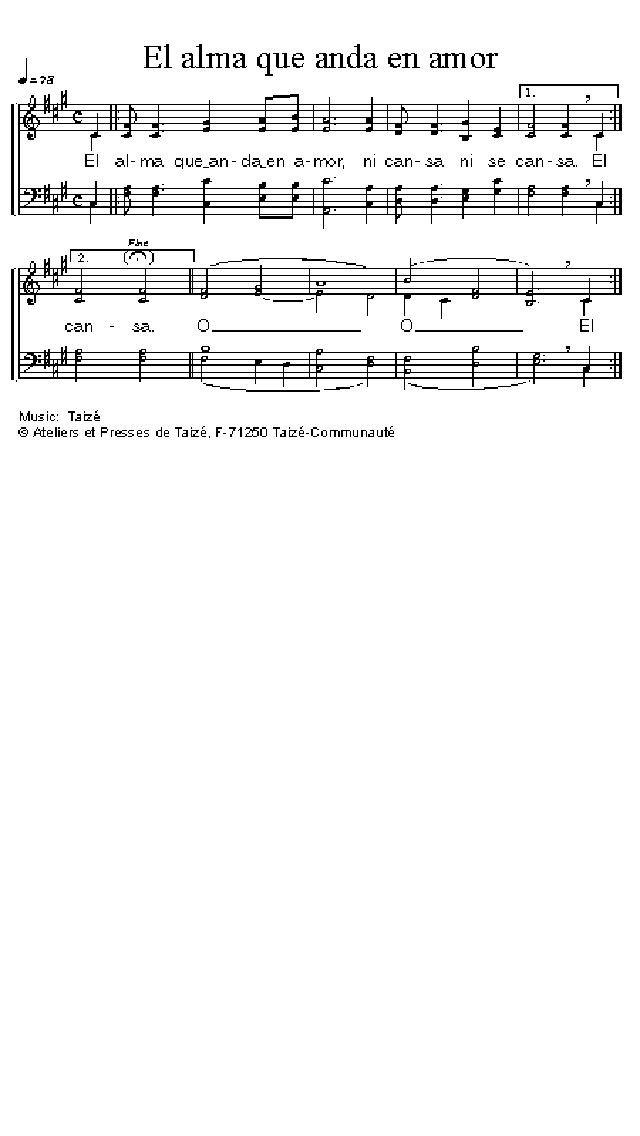 El alma que anda en amor
= 78
1.
El al-ma que_an-da_en a-mor, ni can-sa ni se can-sa. El
Fine
2.
can - sa. O O El
Music: Taizé
© Ateliers et Presses de Taizé, F-71250 Taizé-Communauté